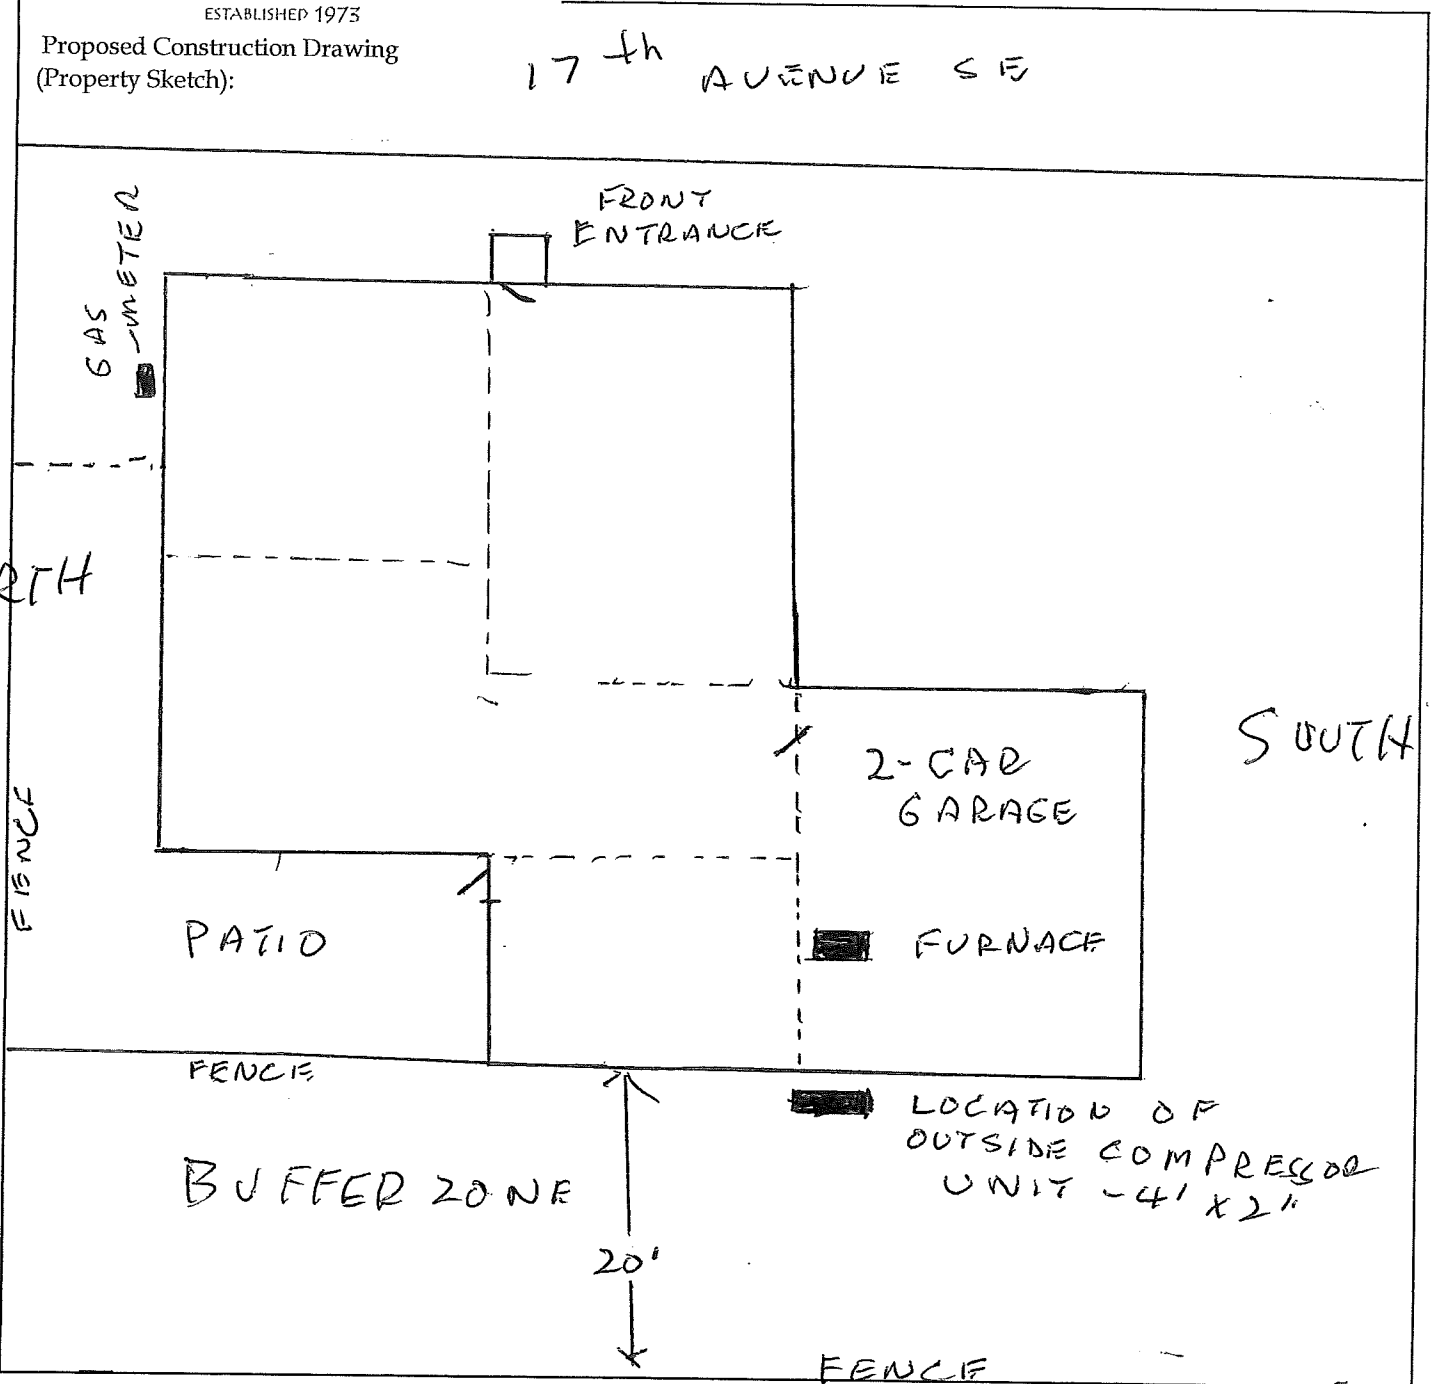 ESTABLISHED 1973
Proposed Construction Drawing
(Property Sketch):
17th AVENUE SE
FRONT
ENTRANCE
GAS
METER
RTH
SOUTH
2-CAR
GARAGE
FENCE
PATIO
FURNACE
FENCE
LOCATION OF
OUTSIDE COMPRESSOR
UNIT - 4' X 2"
BUFFER ZONE
20'
FENCE